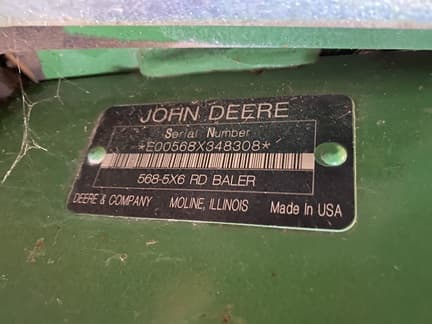 JOHN DEERE
Serial Number
*E00568X348308*
568-5X6 RD BALER
DEERE & COMPANY MOLINE, ILLINOIS Made In USA